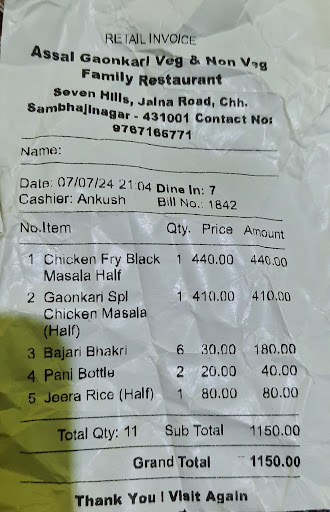 RETAIL INVOICE
Assal Gaonkari Veg & Non Veg
Family Restaurant
Seven Hills, Jalna Road, Chh.
Sambhajinagar - 431001 Contact No:
9767166771
Name:
Date: 07/07/24 21:04 Dine In: 7
Cashier: Ankush Bill No.: 1842
No.Item Qty. Price Amount
1 Chicken Fry Black 1 440.00 440.00
Masala Half
2 Gaonkari Spl 1 410.00 410.00
Chicken Masala
(Half)
3 Bajari Bhakri 6 30.00 180.00
4 Pani Bottle 2 20.00 40.00
5 Jeera Rice (Half) 1 80.00 80.00
Total Qty: 11 Sub Total 1150.00
Grand Total 1150.00
Thank You ! Visit Again